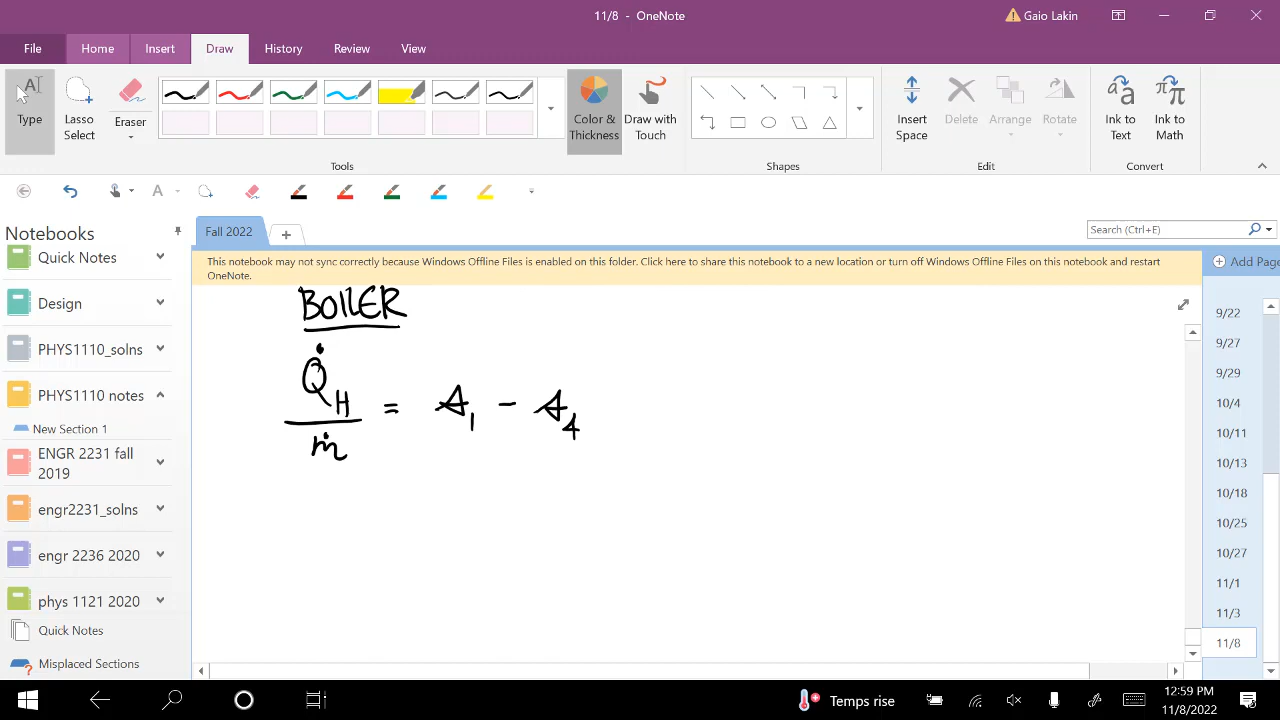 11/8 - OneNote
Gaio Lakin
File Home Insert Draw History Review View
Type
Lasso Select
Eraser
Color & Thickness
Draw with Touch
Insert Space
Delete
Arrange
Rotate
Ink to Text
Ink to Math
Tools
Shapes
Edit
Convert
Notebooks
Fall 2022
Search (Ctrl+E)
This notebook may not sync correctly because Windows Offline Files is enabled on this folder. Click here to share this notebook to a new location or turn off Windows Offline Files on this notebook and restart
OneNote.
Add Page
Quick Notes
Design
PHYS1110_solns
PHYS1110 notes
New Section 1
ENGR 2231 fall
2019
engr2231_solns
engr 2236 2020
phys 1121 2020
Quick Notes
Misplaced Sections
BOILER
Q̇_H / ṁ = h₁ - h₄
9/22
9/27
9/29
10/4
10/11
10/13
10/18
10/25
10/27
11/1
11/3
11/8
Temps rise
12:59 PM
11/8/2022